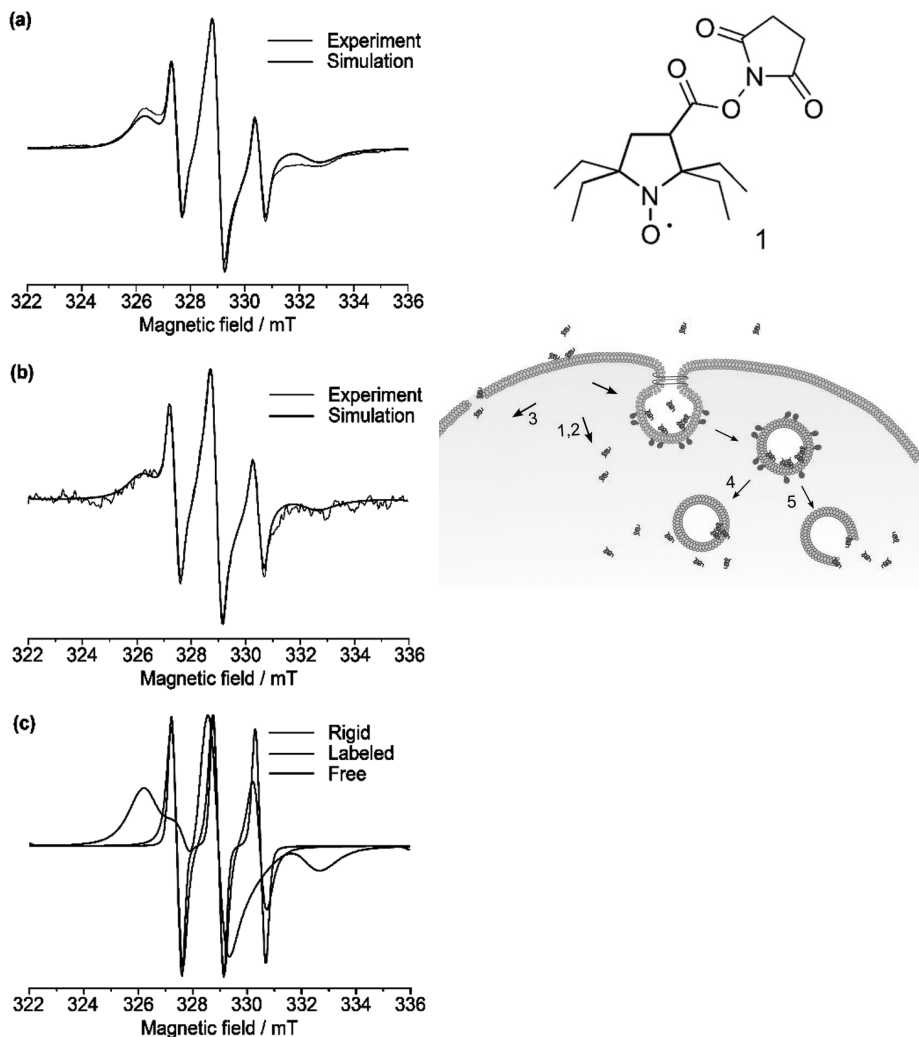 (a)
Experiment
Simulation
322 324 326 328 330 332 334 336
Magnetic field / mT
O
O
N
O
O
O
N
O·
1
(b)
Experiment
Simulation
322 324 326 328 330 332 334 336
Magnetic field / mT
3
1,2
4
5
(c)
Rigid
Labeled
Free
322 324 326 328 330 332 334 336
Magnetic field / mT